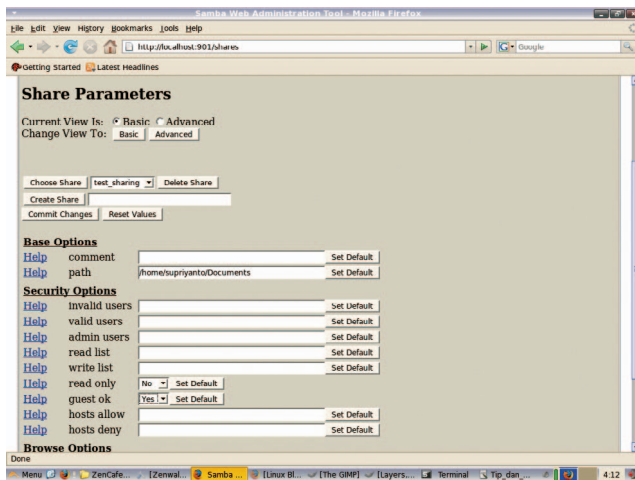 Samba Web Administration Tool - Mozilla Firefox
File Edit View History Bookmarks Tools Help
http://localhost:901/shares
Google
Getting Started Latest Headlines
Share Parameters
Current View Is: Basic Advanced
Change View To: Basic Advanced
Choose Share test_sharing Delete Share
Create Share
Commit Changes Reset Values
Base Options
Help comment Set Default
Help path /home/supriyanto/Documents Set Default
Security Options
Help invalid users Set Default
Help valid users Set Default
Help admin users Set Default
Help read list Set Default
Help write list Set Default
Help read only No Set Default
Help guest ok Yes Set Default
Help hosts allow Set Default
Help hosts deny Set Default
Browse Options
Done
Menu ZenCafe... [Zenwal... Samba ... [Linux Bl... [The GIMP] [Layers,... Terminal Tip_dan_... 4:12